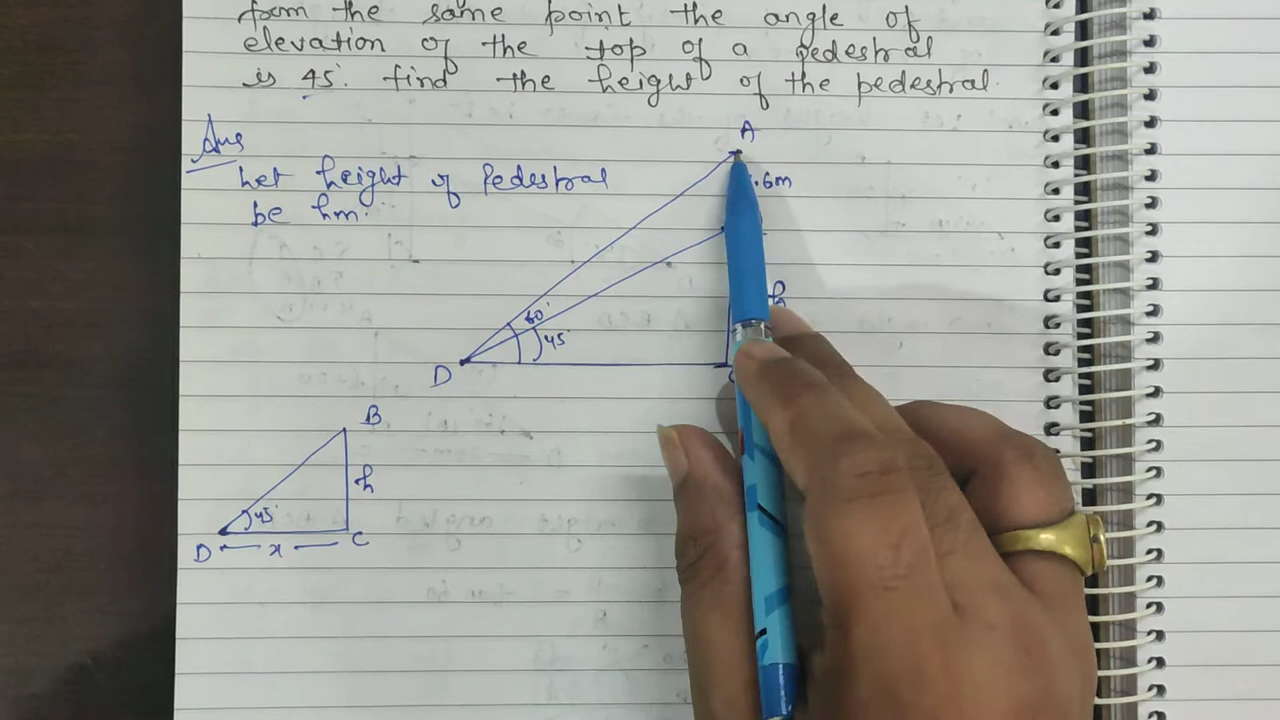 from the same point the angle of
elevation of the top of a pedestral
is 45°. find the height of the pedestral.
Ans
Let height of Pedestral
be hm.
A
.6m
h
60°
45°
D
B
h
45°
D x C